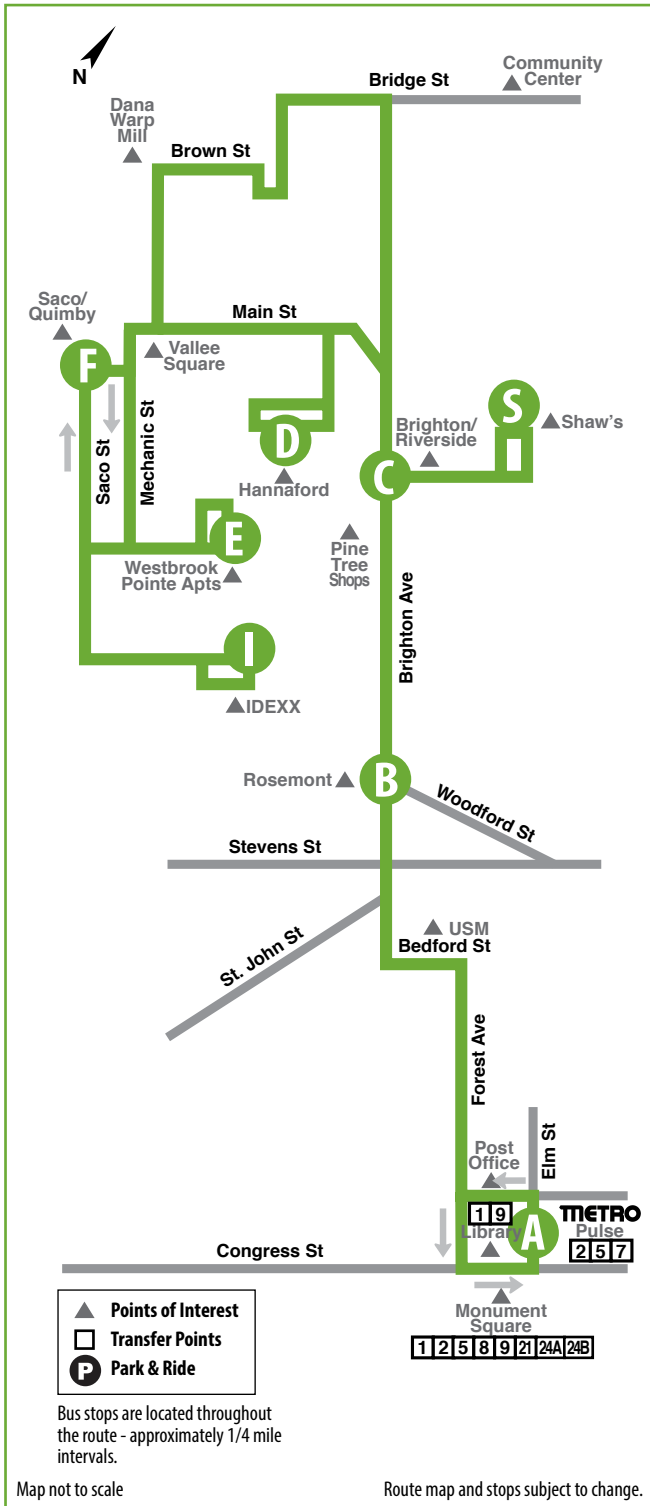 N
Bridge St
Community
Center
Dana
Warp
Mill
Brown St
Saco/
Quimby
Main St
F
Vallee
Square
S
Shaw's
Brighton/
Riverside
D
Hannaford
C
Saco St
Mechanic St
E
Westbrook
Pointe Apts
Pine
Tree
Shops
Brighton Ave
I
IDEXX
Rosemont
B
Woodford St
Stevens St
St. John St
USM
Bedford St
Forest Ave
Elm St
Post
Office
1 9
Library
A
METRO
Pulse
2 5 7
Congress St
Monument
Square
1 2 5 8 9 21 24A 24B
Points of Interest
Transfer Points
P Park & Ride
Bus stops are located throughout
the route - approximately 1/4 mile
intervals.
Map not to scale
Route map and stops subject to change.